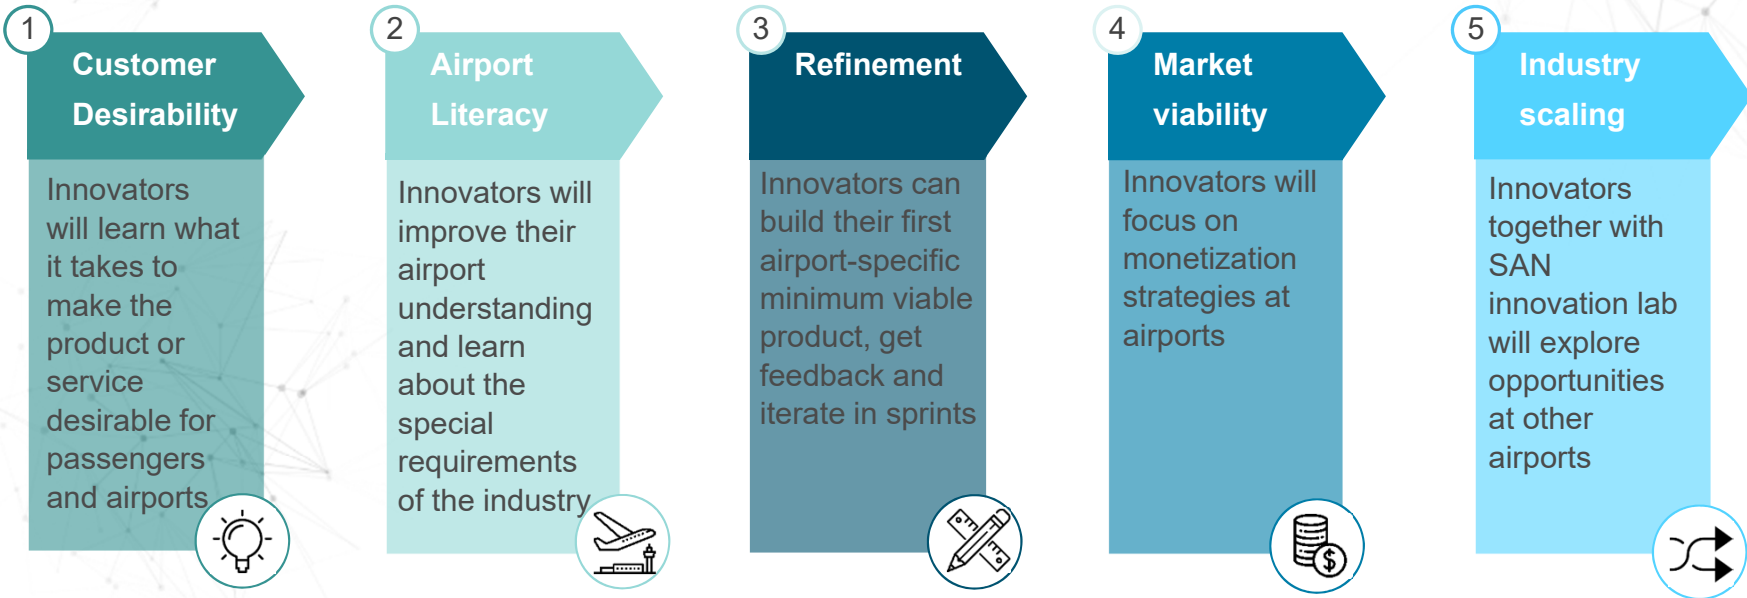 1
Customer
Desirability
Innovators
will learn what
it takes to
make the
product or
service
desirable for
passengers
and airports
2
Airport
Literacy
Innovators will
improve their
airport
understanding
and learn
about the
special
requirements
of the industry
3
Refinement
Innovators can
build their first
airport-specific
minimum viable
product, get
feedback and
iterate in sprints
4
Market
viability
Innovators will
focus on
monetization
strategies at
airports
$
5
Industry
scaling
Innovators
together with
SAN
innovation lab
will explore
opportunities
at other
airports